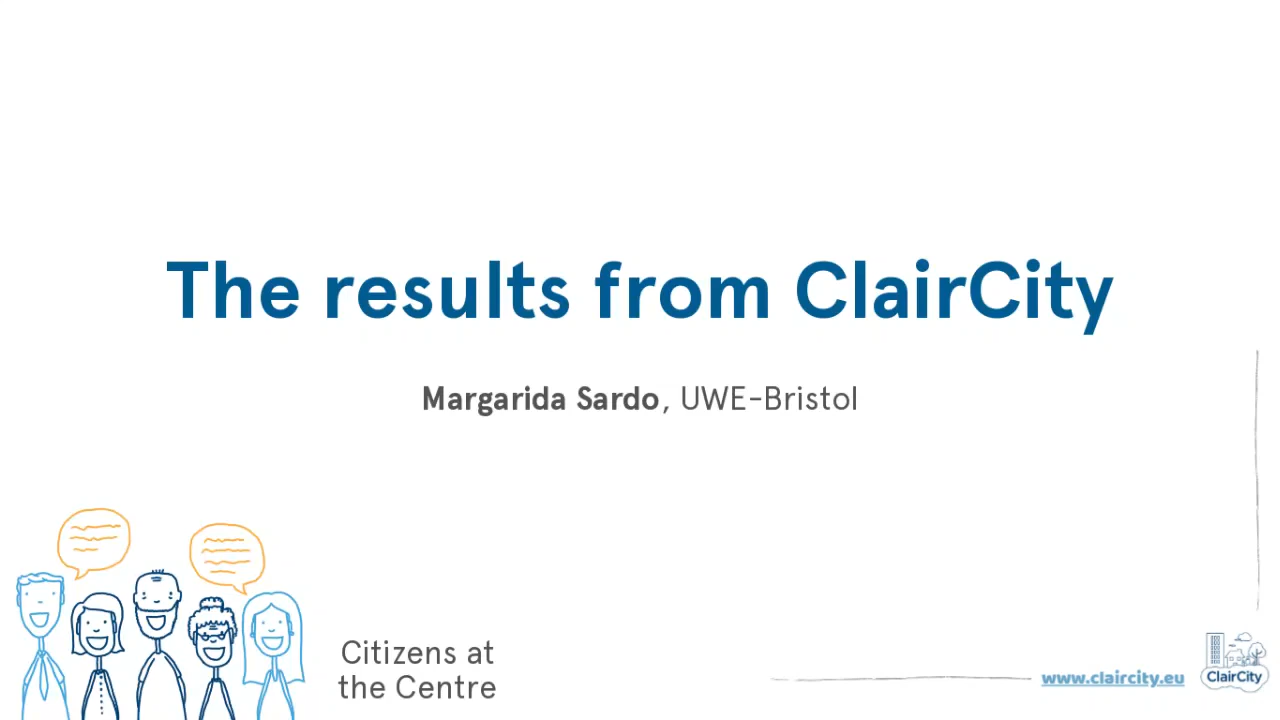 The results from ClairCity
Margarida Sardo, UWE-Bristol
Citizens at
the Centre
www.claircity.eu
ClairCity